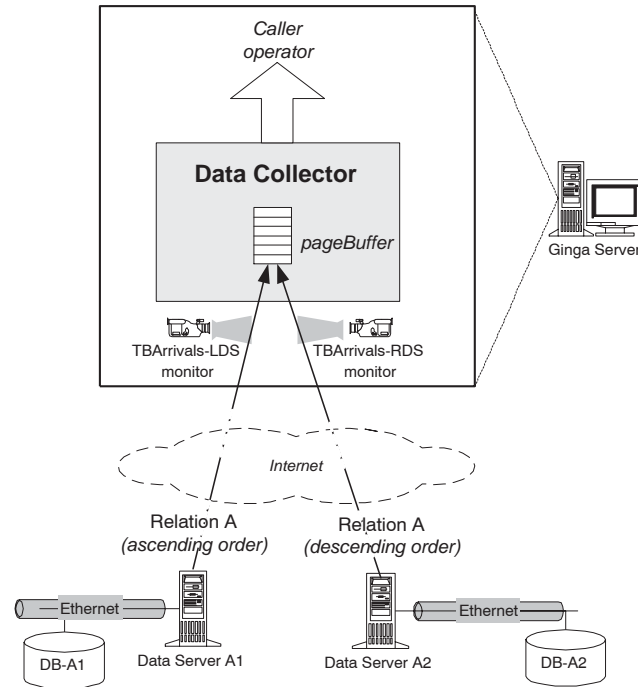 Caller
operator
Data Collector
pageBuffer
Ginga Server
TBArrivals-LDS
monitor
TBArrivals-RDS
monitor
Internet
Relation A
(ascending order)
Relation A
(descending order)
Ethernet
Ethernet
DB-A1
Data Server A1
Data Server A2
DB-A2